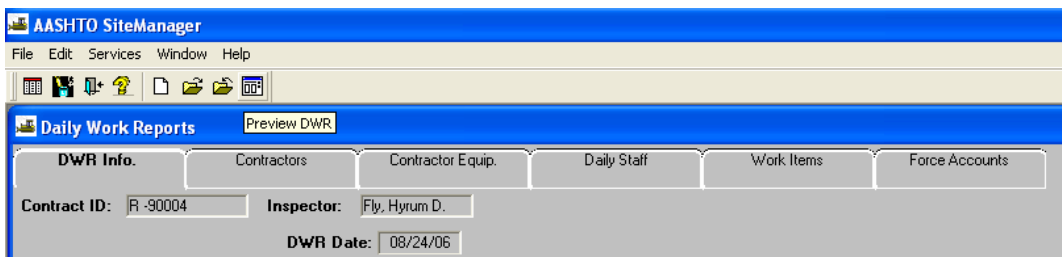 AASHTO SiteManager
File Edit Services Window Help
Preview DWR
Daily Work Reports
DWR Info. Contractors Contractor Equip. Daily Staff Work Items Force Accounts
Contract ID: R -90004 Inspector: Fly, Hyrum D.
DWR Date: 08/24/06